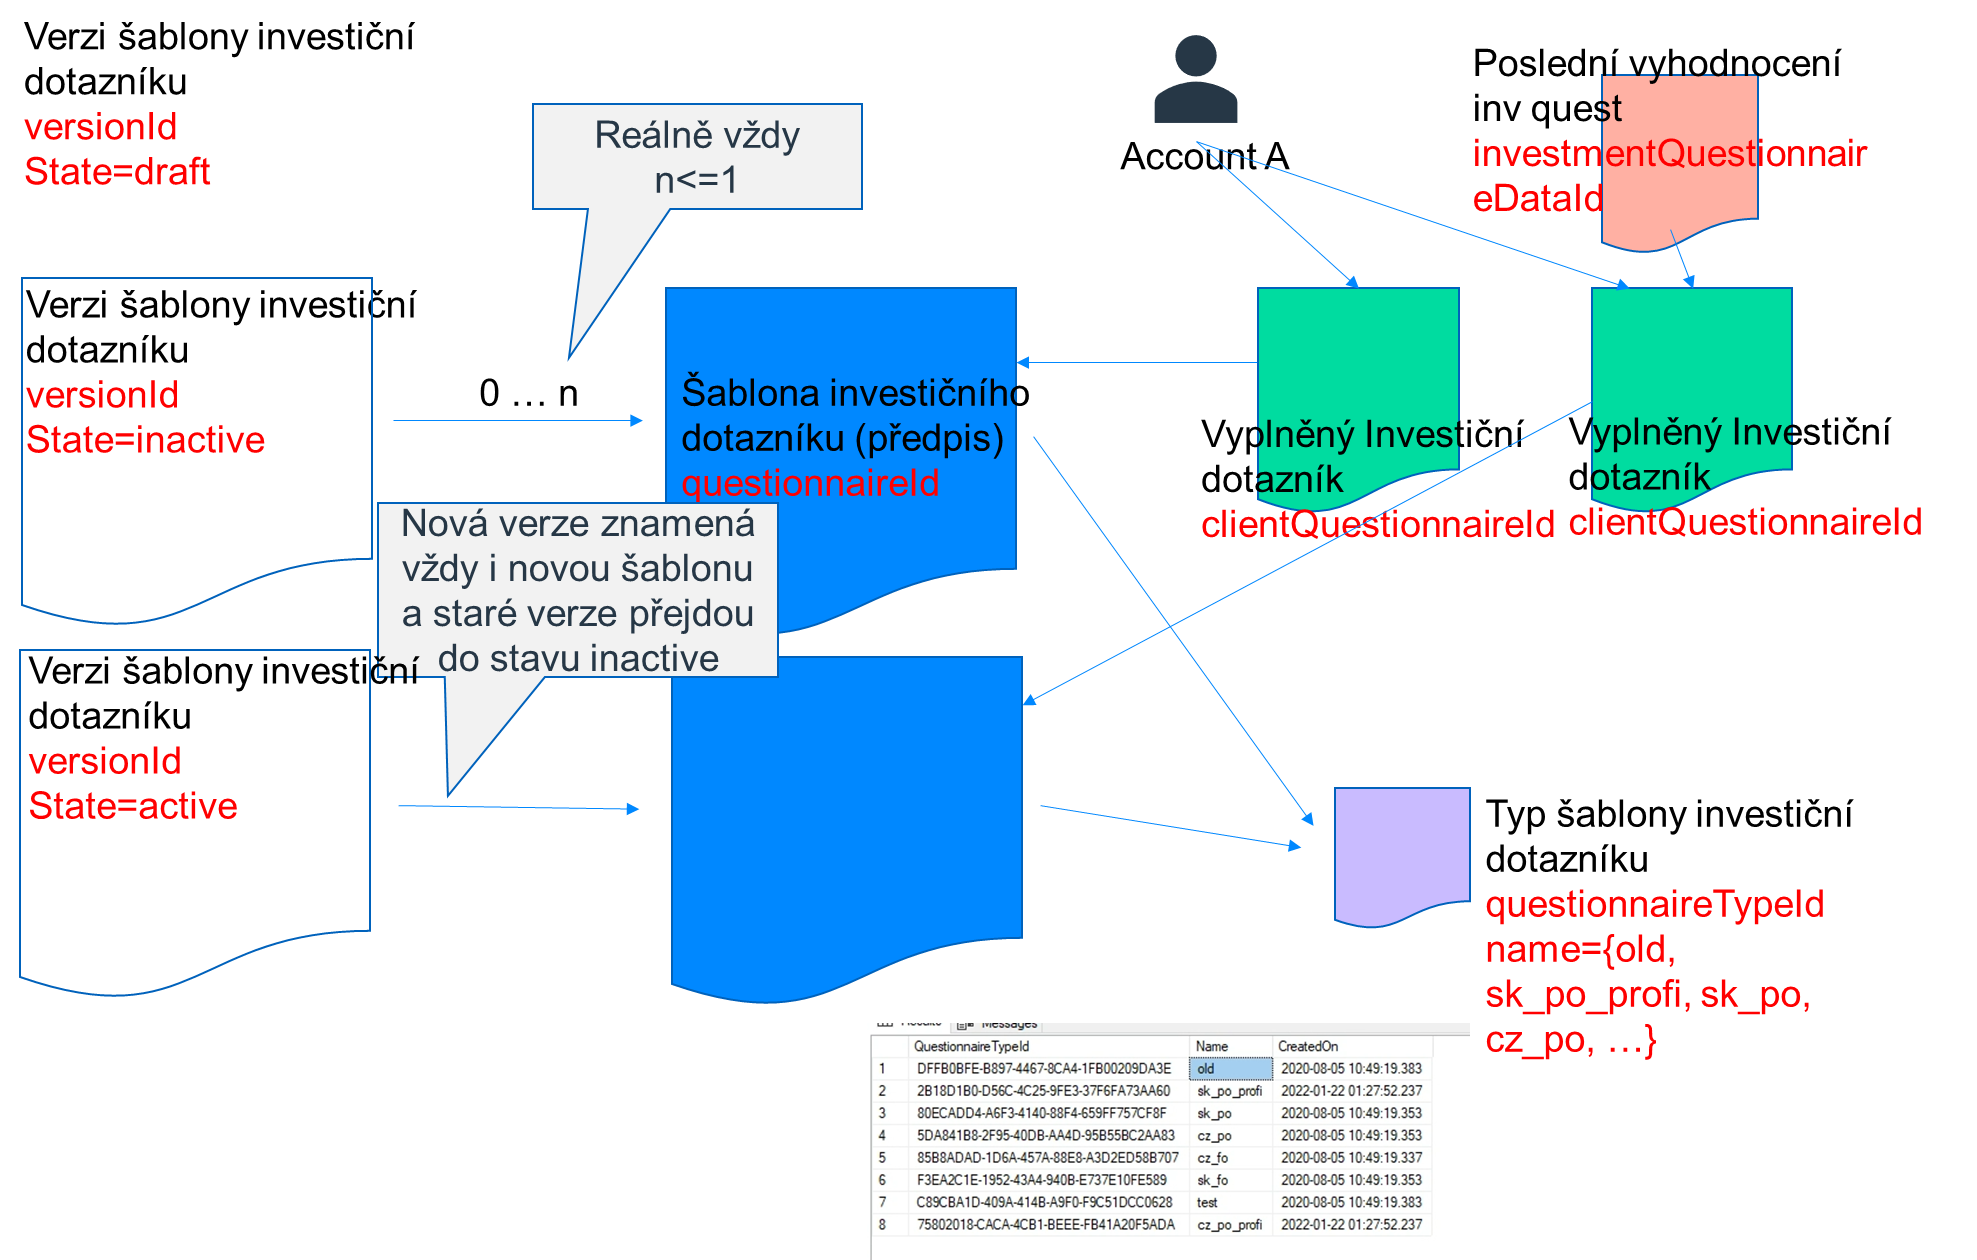 Verzi šablony investiční
dotazníku
versionId
State=draft
Reálně vždy
n<=1
Account A
Poslední vyhodnocení
inv quest
investmentQuestionnair
eDataId
Verzi šablony investiční
dotazníku
versionId
State=inactive
0 … n
Šablona investičního
dotazníku (předpis)
questionnaireId
Vyplněný Investiční
dotazník
clientQuestionnaireId
Vyplněný Investiční
dotazník
clientQuestionnaireId
Nová verze znamená
vždy i novou šablonu
a staré verze přejdou
do stavu inactive
Verzi šablony investiční
dotazníku
versionId
State=active
Typ šablony investiční
dotazníku
questionnaireTypeId
name={old,
sk_po_profi, sk_po,
cz_po, …}
Results Messages
QuestionnaireTypeId Name CreatedOn
1 DFFB0BFE-B897-4467-8CA4-1FB00209DA3E old 2020-08-05 10:49:19.383
2 2B18D1B0-D56C-4C25-9FE3-37F6FA73AA60 sk_po_profi 2022-01-22 01:27:52.237
3 80ECADD4-A6F3-4140-88F4-659FF757CF8F sk_po 2020-08-05 10:49:19.353
4 5DA841B8-2F95-40DB-AA4D-95B55BC2AA83 cz_po 2020-08-05 10:49:19.353
5 85B8ADAD-1D6A-457A-88E8-A3D2ED58B707 cz_fo 2020-08-05 10:49:19.337
6 F3EA2C1E-1952-43A4-940B-E737E10FE589 sk_fo 2020-08-05 10:49:19.353
7 C89CBA1D-409A-414B-A9F0-F9C51DCC0628 test 2020-08-05 10:49:19.383
8 75802018-CACA-4CB1-BEEE-FB41A20F5ADA cz_po_profi 2022-01-22 01:27:52.237